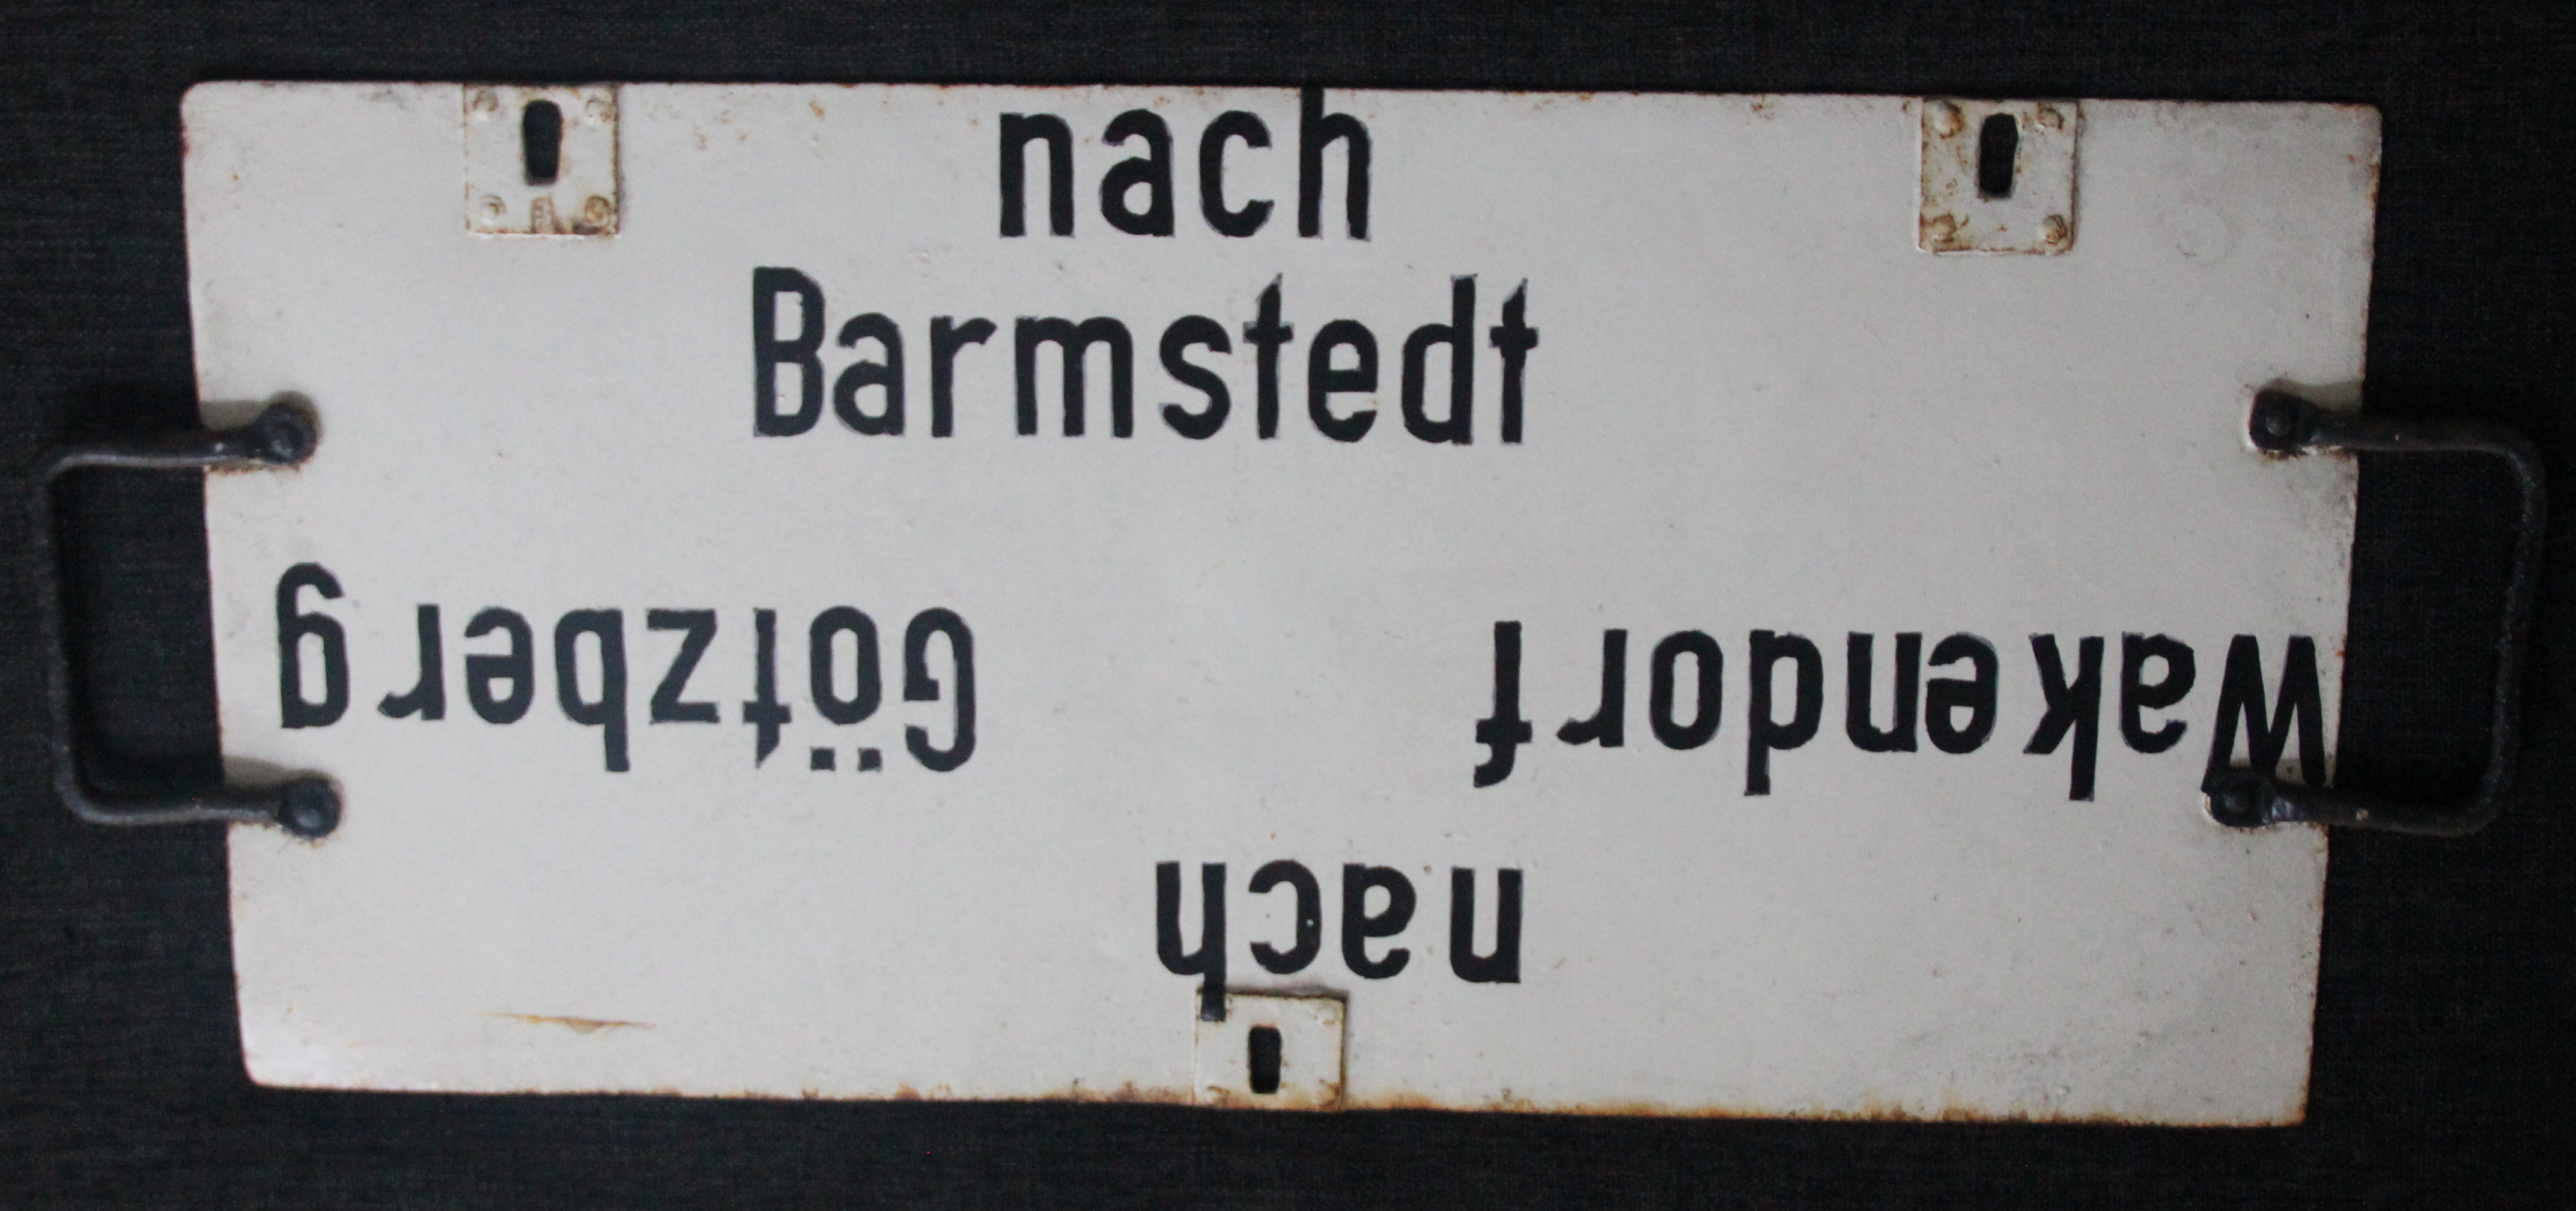 nach
Barmstedt
nach
Wakendorf Götzberg